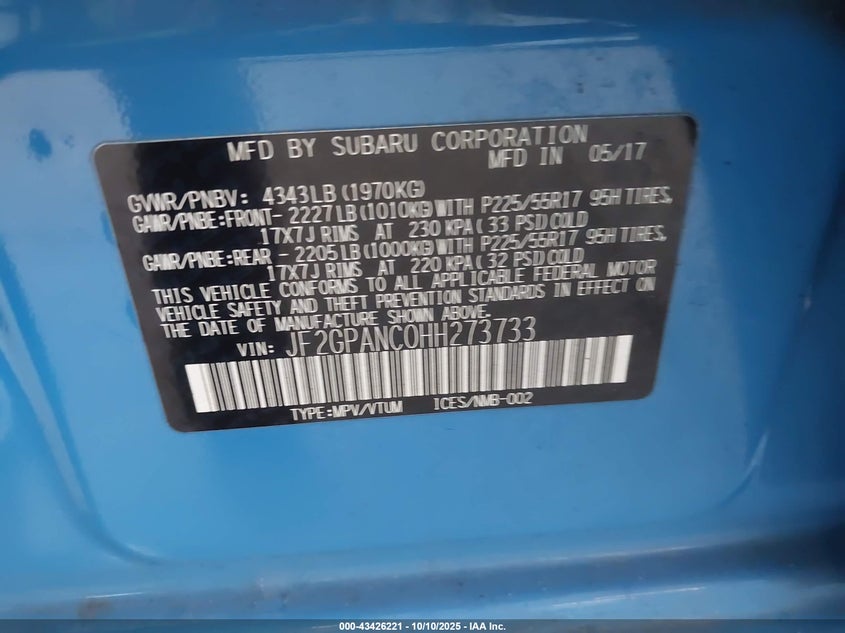 MFD BY SUBARU CORPORATION
MFD IN 05/17
GVWR/PNBV: 4343LB (1970KG)
GAWR/PNBE:FRONT-2227LB (1010KG)WITH P225/55R17 95H TIRES,
17X7J RIMS AT 230 KPA( 33 PSI)COLD
GAWR/PNBE:REAR -2205LB (1000KG)WITH P225/55R17 95H TIRES,
17X7J RIMS AT 220 KPA( 32 PSI)COLD
THIS VEHICLE CONFORMS TO ALL APPLICABLE FEDERAL MOTOR
VEHICLE SAFETY AND THEFT PREVENTION STANDARDS IN EFFECT ON
THE DATE OF MANUFACTURE SHOWN ABOVE.
VIN: JF2GPANC0HH273733
TYPE:MPV/VTUM ICES/NMB-002
000-43426221 - 10/10/2025 - IAA Inc.